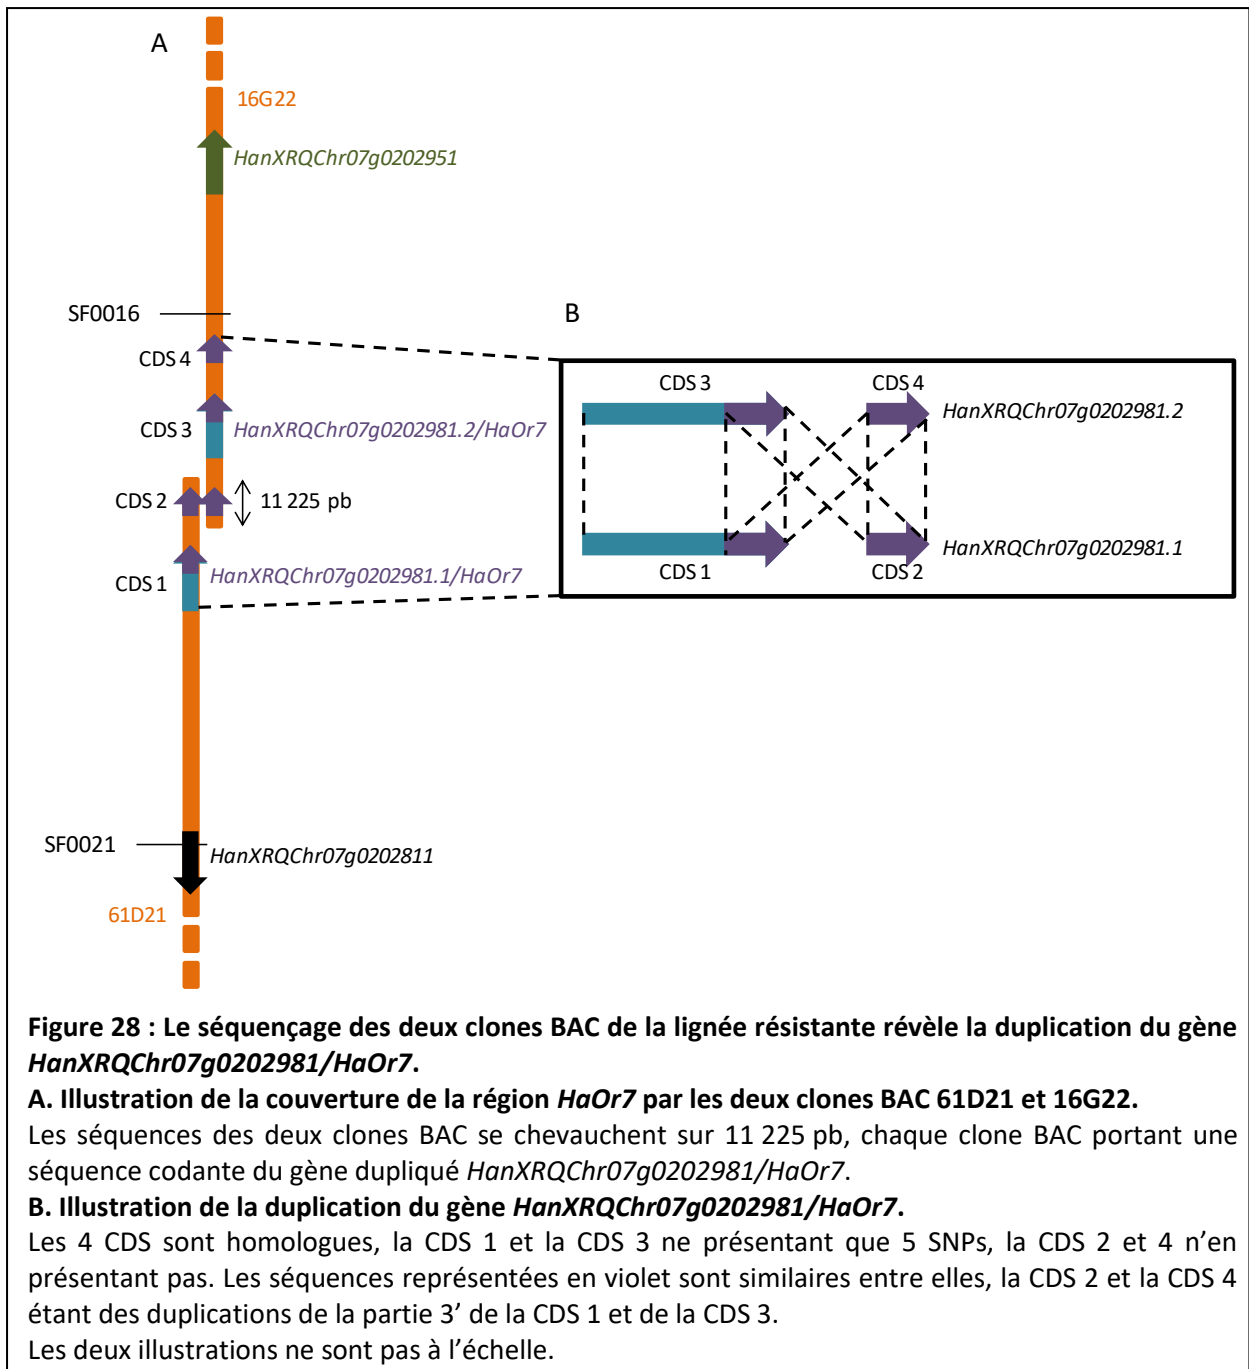 A
16G22
HanXRQChr07g0202951
SF0016
CDS 4
CDS 3
HanXRQChr07g0202981.2/HaOr7
CDS 2
11 225 pb
CDS 1
HanXRQChr07g0202981.1/HaOr7
SF0021
HanXRQChr07g0202811
61D21
B
CDS 3
CDS 4
HanXRQChr07g0202981.2
HanXRQChr07g0202981.1
CDS 1
CDS 2
Figure 28 : Le séquençage des deux clones BAC de la lignée résistante révèle la duplication du gène
HanXRQChr07g0202981/HaOr7.
A. Illustration de la couverture de la région HaOr7 par les deux clones BAC 61D21 et 16G22.
Les séquences des deux clones BAC se chevauchent sur 11 225 pb, chaque clone BAC portant une
séquence codante du gène dupliqué HanXRQChr07g0202981/HaOr7.
B. Illustration de la duplication du gène HanXRQChr07g0202981/HaOr7.
Les 4 CDS sont homologues, la CDS 1 et la CDS 3 ne présentant que 5 SNPs, la CDS 2 et 4 n’en
présentant pas. Les séquences représentées en violet sont similaires entre elles, la CDS 2 et la CDS 4
étant des duplications de la partie 3’ de la CDS 1 et de la CDS 3.
Les deux illustrations ne sont pas à l’échelle.